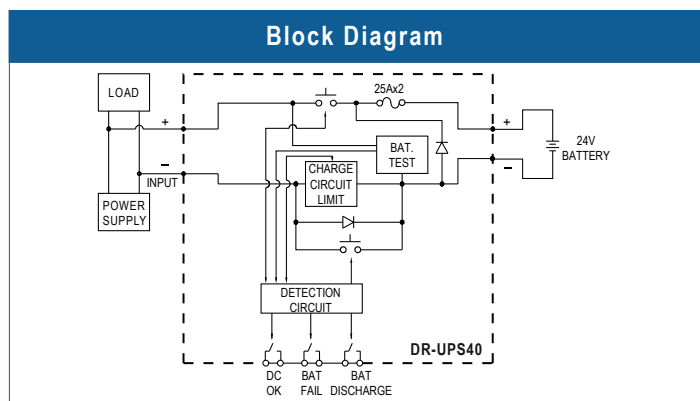 Block Diagram
LOAD
25Ax2
+
+
BAT.
TEST
24V
BATTERY
−
INPUT
−
CHARGE
CIRCUIT
LIMIT
POWER
SUPPLY
DETECTION
CIRCUIT
DR-UPS40
DC
OK
BAT
FAIL
BAT
DISCHARGE